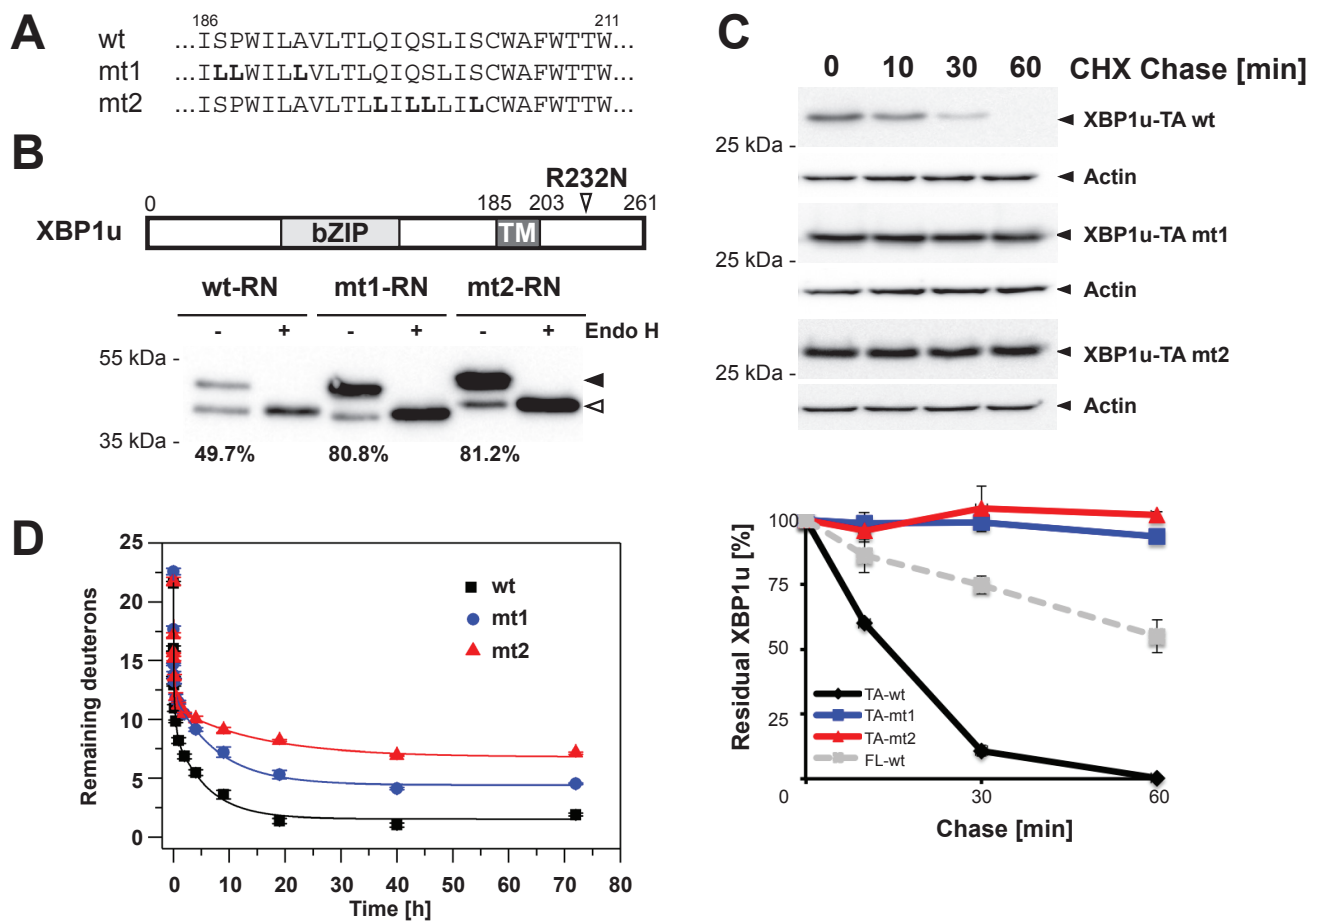 A
186 211
wt ...ISPWILAVLTLQIQSLISCWAFWTTW...
mt1 ...ILLWILLVLTLQIQSLISCWAFWTTW...
mt2 ...ISPWILAVLTLLILLLILCWAFWTTW...
B
R232N
0 185 203 261
XBP1u bZIP TM
wt-RN mt1-RN mt2-RN
- + - + - + Endo H
55 kDa -
35 kDa -
49.7% 80.8% 81.2%
C
0 10 30 60 CHX Chase [min]
XBP1u-TA wt
25 kDa -
Actin
XBP1u-TA mt1
25 kDa -
Actin
XBP1u-TA mt2
25 kDa -
Actin
100
75
50
25
0 30 60
Residual XBP1u [%]
TA-wt
TA-mt1
TA-mt2
FL-wt
Chase [min]
D
25
20
15
10
5
0
Remaining deuterons
wt
mt1
mt2
0 10 20 30 40 50 60 70 80
Time [h]